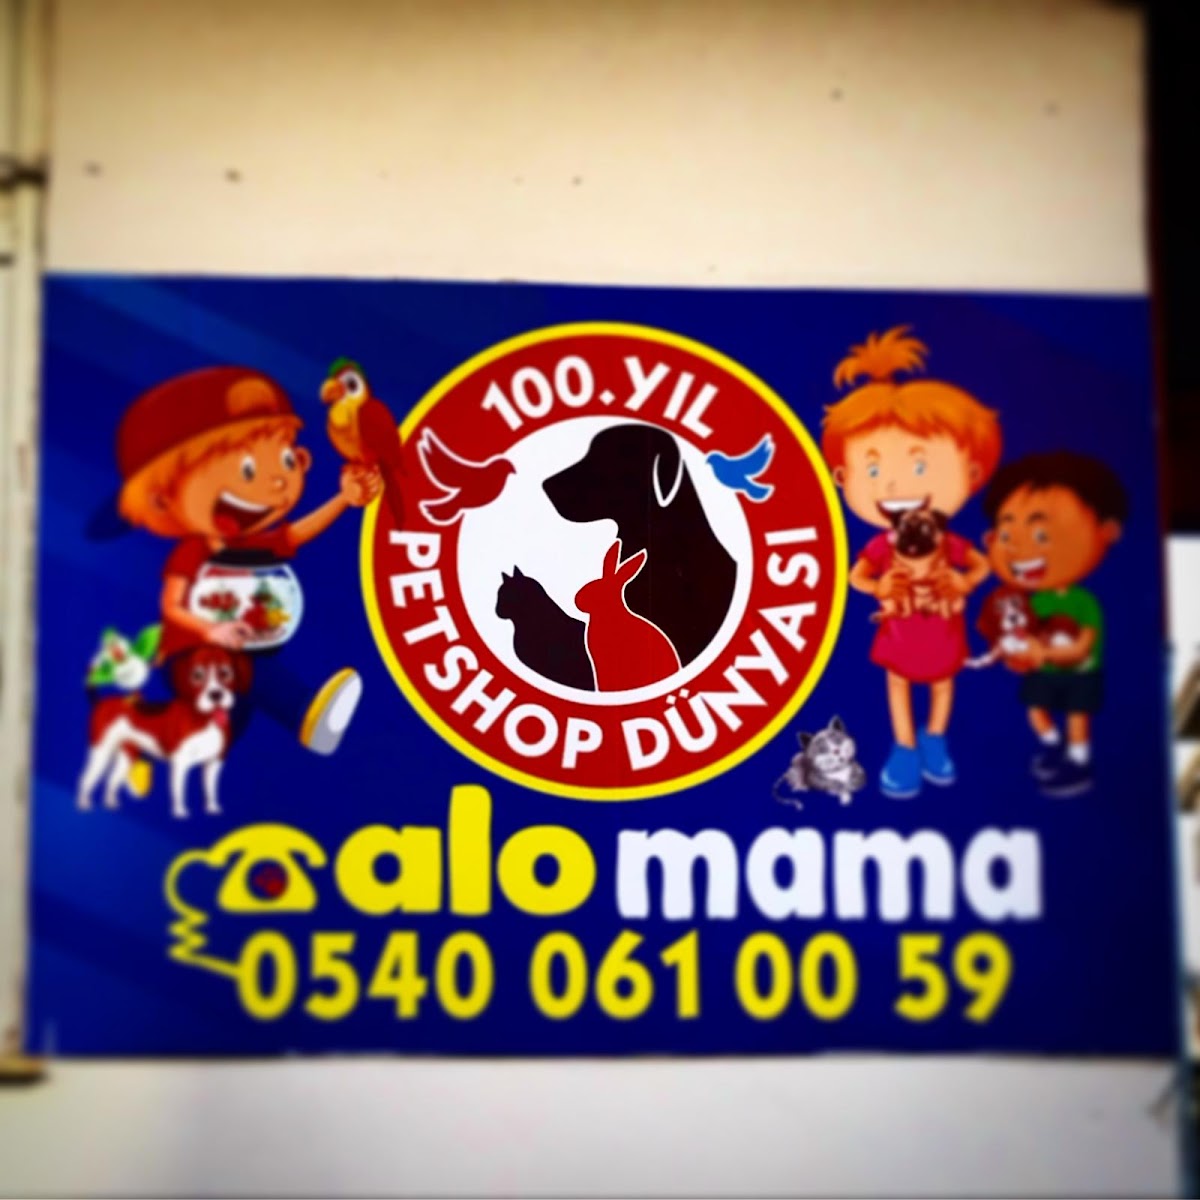 100.YIL
PETSHOP DÜNYASI
alo mama
0540 061 00 59